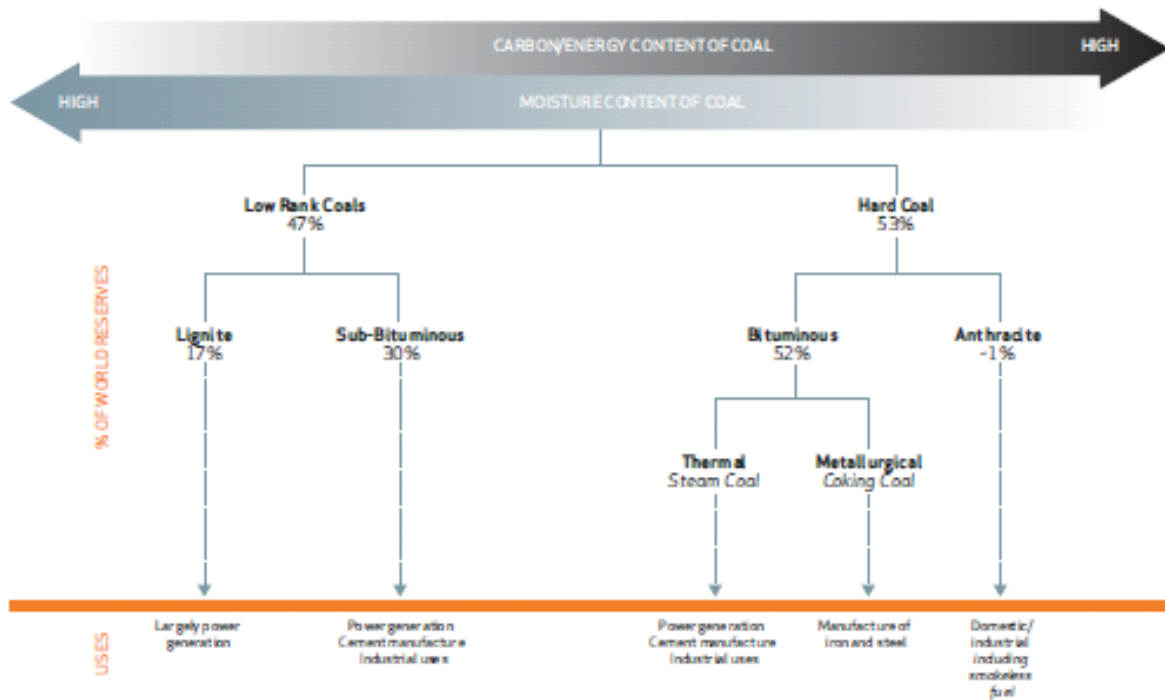 CARBON/ENERGY CONTENT OF COAL HIGH
HIGH MOISTURE CONTENT OF COAL
Low Rank Coals
47%
Hard Coal
53%
% OF WORLD RESERVES
Lignite
17%
Sub-Bituminous
30%
Bituminous
52%
Anthracite
~1%
Thermal
Steam Coal
Metallurgical
Coking Coal
USES
Largely power
generation
Power generation
Cement manufacture
Industrial uses
Power generation
Cement manufacture
Industrial uses
Manufacture of
iron and steel
Domestic/
industrial
including
smokeless
fuel